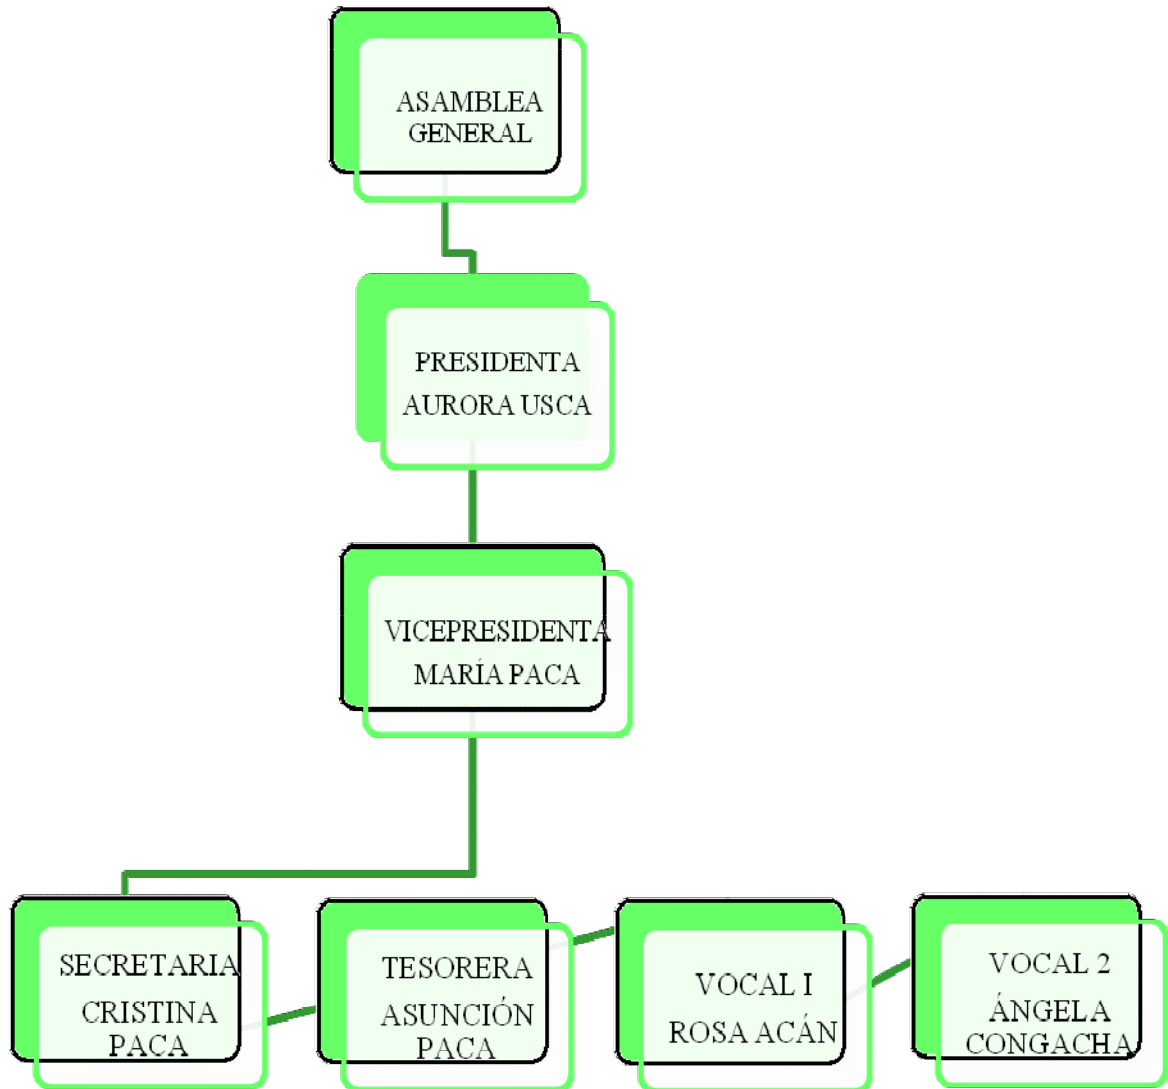 ASAMBLEA
GENERAL
PRESIDENTA
AURORA USCA
VICEPRESIDENTA
MARÍA PACA
SECRETARIA
CRISTINA
PACA
TESORERA
ASUNCIÓN
PACA
VOCAL I
ROSA ACÁN
VOCAL 2
ÁNGELA
CONGACHA